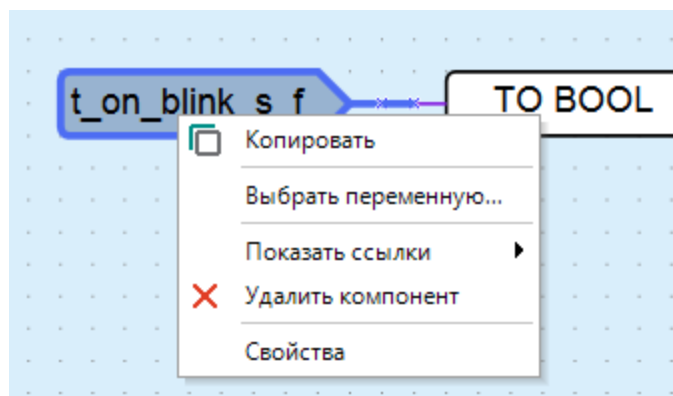 t_on_blink_s_f
TO BOOL
Копировать
Выбрать переменную...
Показать ссылки
Удалить компонент
Свойства